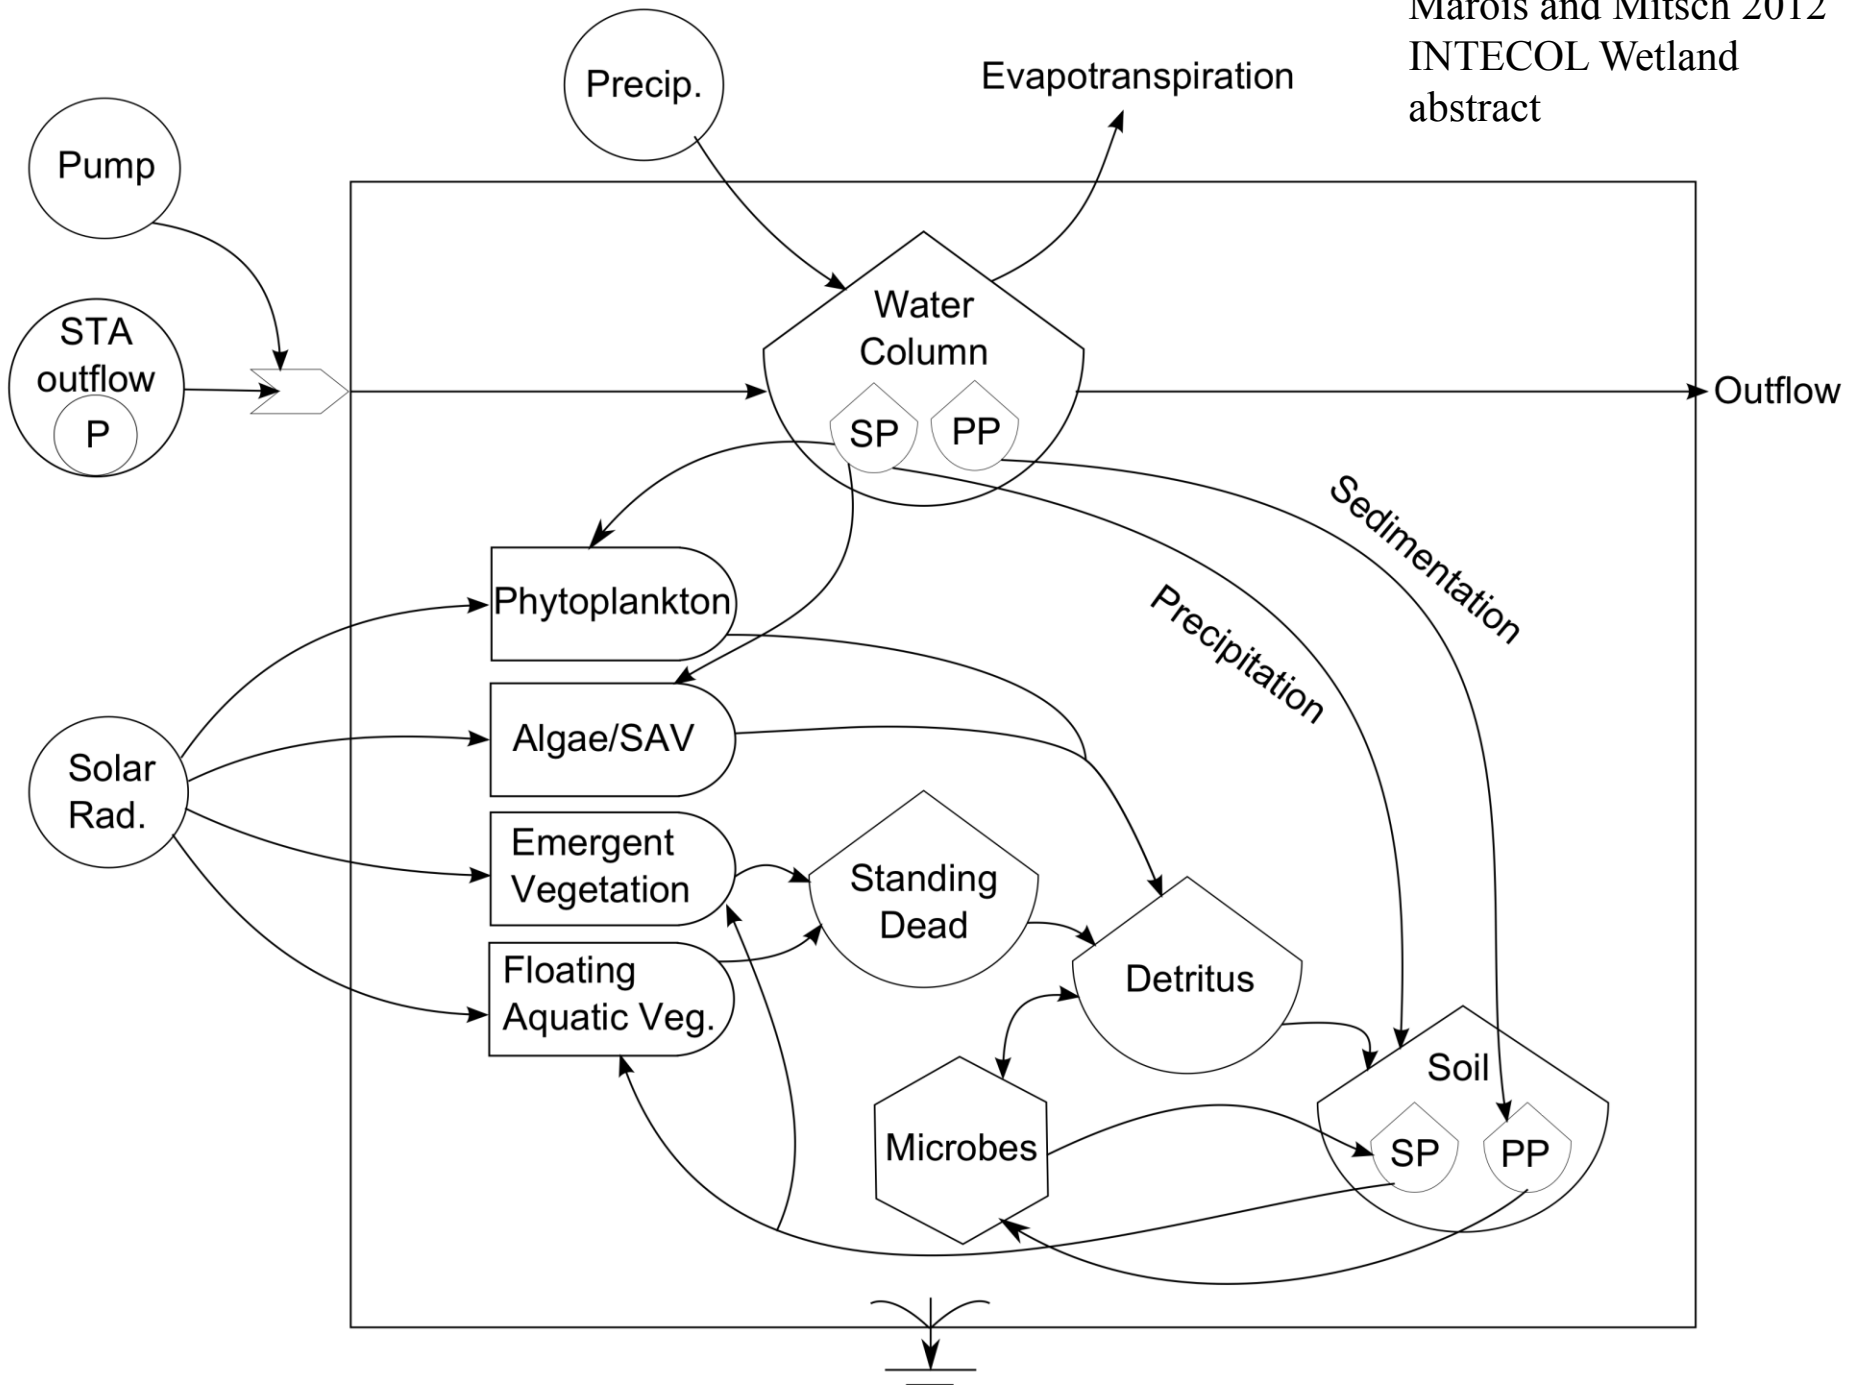 Marois and Mitsch 2012
INTECOL Wetland
abstract
Precip.
Evapotranspiration
Pump
STA
outflow
P
Water
Column
SP
PP
Outflow
Sedimentation
Precipitation
Phytoplankton
Algae/SAV
Solar
Rad.
Emergent
Vegetation
Standing
Dead
Floating
Aquatic Veg.
Detritus
Soil
Microbes
SP
PP